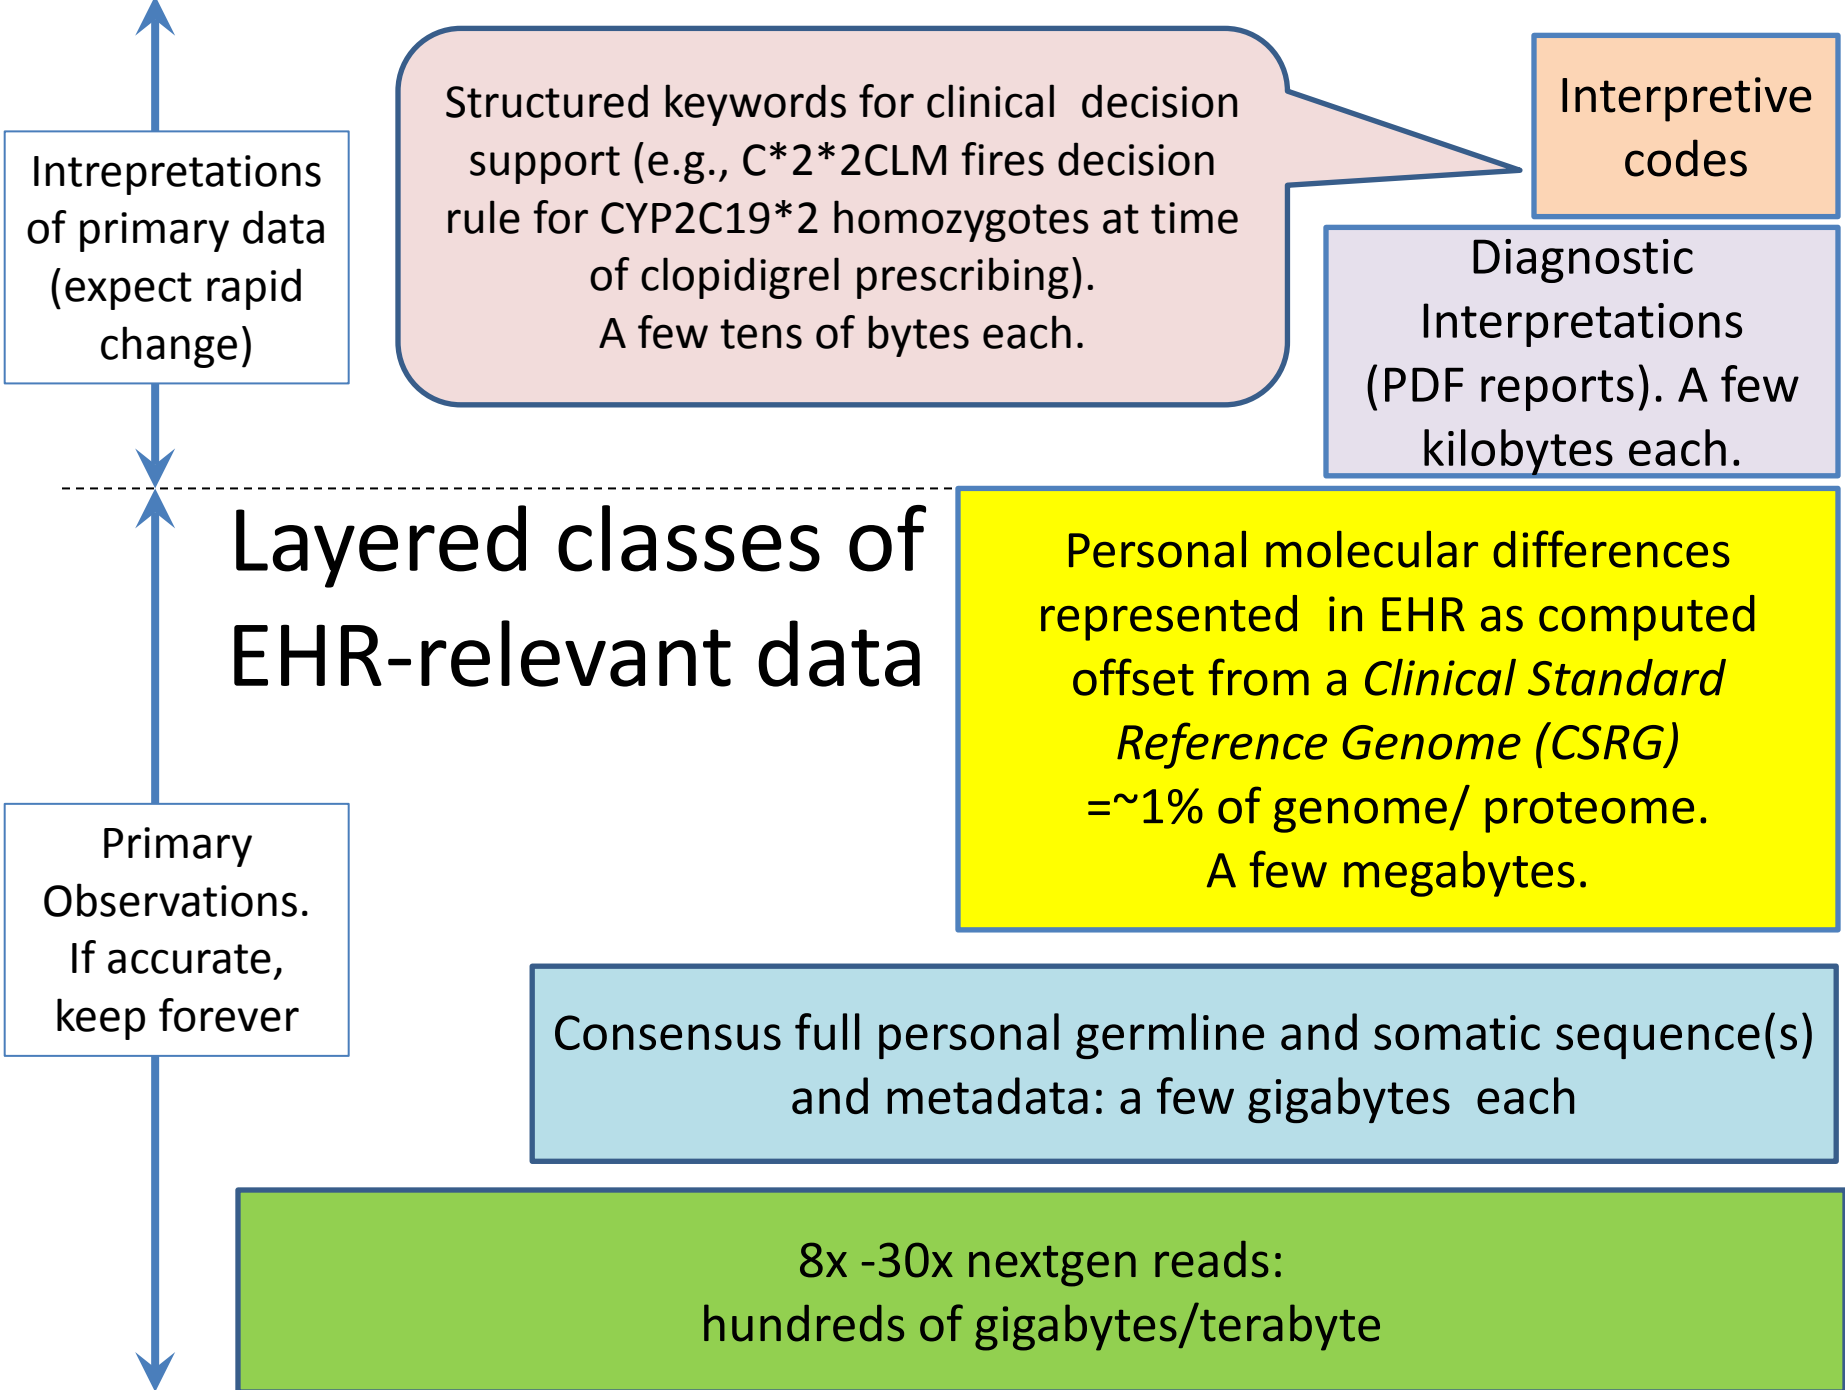 Intrepretations
of primary data
(expect rapid
change)
Structured keywords for clinical  decision
support (e.g., C*2*2CLM fires decision
rule for CYP2C19*2 homozygotes at time
of clopidigrel prescribing).
A few tens of bytes each.
Interpretive
codes
Diagnostic
Interpretations
(PDF reports). A few
kilobytes each.
Layered classes of
EHR-relevant data
Personal molecular differences
represented  in EHR as computed
offset from a Clinical Standard
Reference Genome (CSRG)
=~1% of genome/ proteome.
A few megabytes.
Primary
Observations.
If accurate,
keep forever
Consensus full personal germline and somatic sequence(s)
and metadata: a few gigabytes  each
8x -30x nextgen reads:
hundreds of gigabytes/terabyte